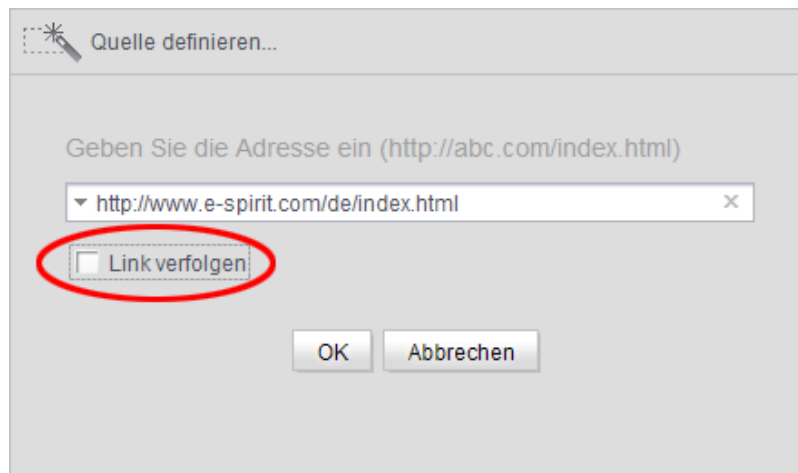 Quelle definieren...
Geben Sie die Adresse ein (http://abc.com/index.html)
http://www.e-spirit.com/de/index.html
Link verfolgen
OK Abbrechen